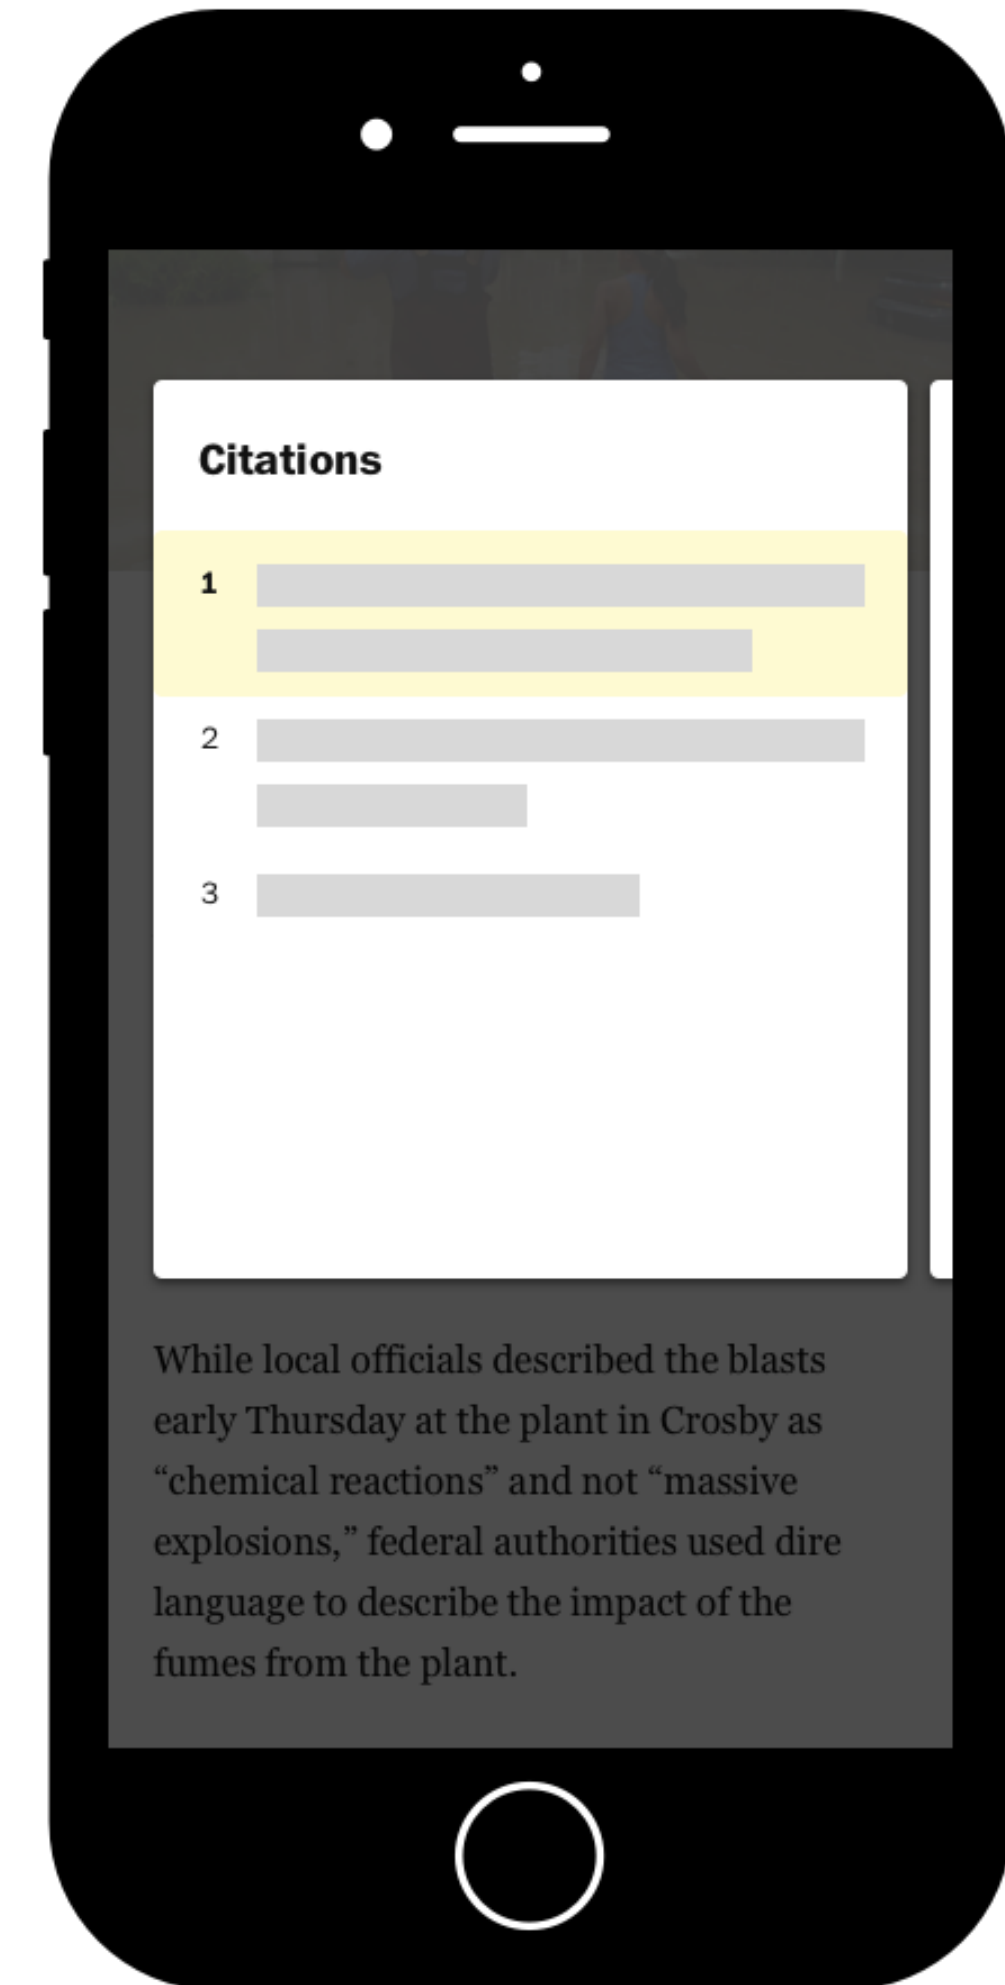 Citations
1
2
3
While local officials described the blasts
early Thursday at the plant in Crosby as
“chemical reactions” and not “massive
explosions,” federal authorities used dire
language to describe the impact of the
fumes from the plant.